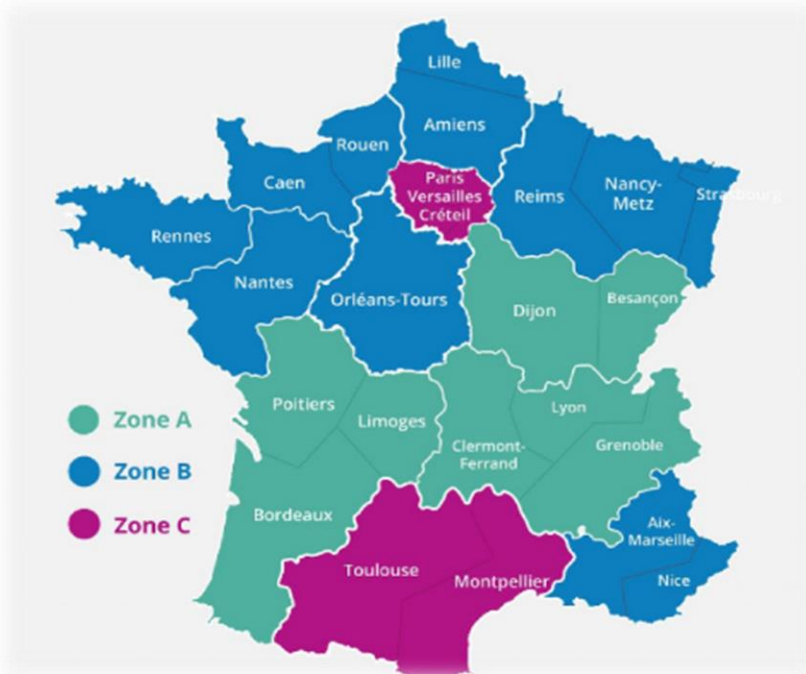 Lille
Amiens
Rouen
Caen
Paris
Versailles
Créteil
Reims
Nancy-
Metz
Strasbourg
Rennes
Nantes
Orléans-Tours
Dijon
Besançon
Poitiers
Limoges
Lyon
Clermont-
Ferrand
Grenoble
Zone A
Zone B
Zone C
Bordeaux
Aix-
Marseille
Toulouse
Montpellier
Nice